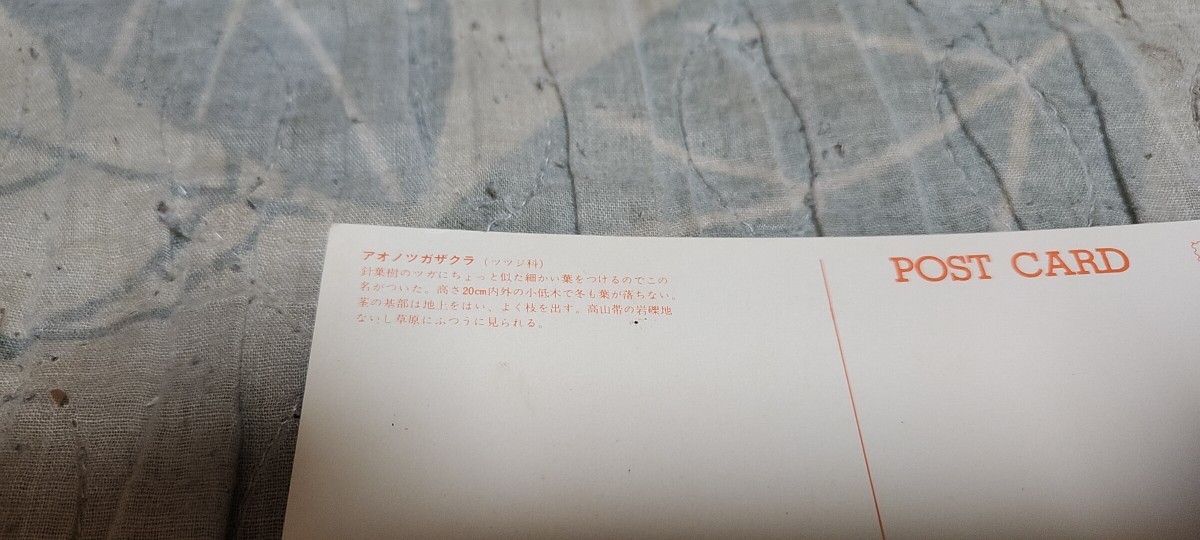 アオノツガザクラ（ツツジ科）
針葉樹のツガにちょっと似た細かい葉をつけるのでこの
名がついた。高さ20cm内外の小低木で冬も葉が落ちない。
茎の基部は地上をはい、よく枝を出す。高山帯の岩礫地
ないし草原にふつうに見られる。
POST CARD